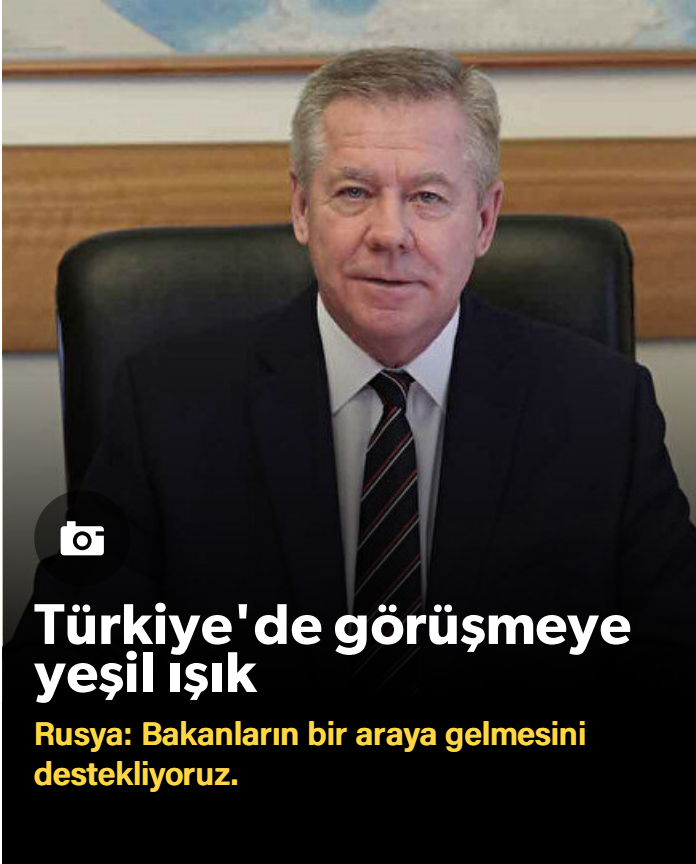 Türkiye'de görüşmeye
yeşil ışık
Rusya: Bakanların bir araya gelmesini
destekliyoruz.